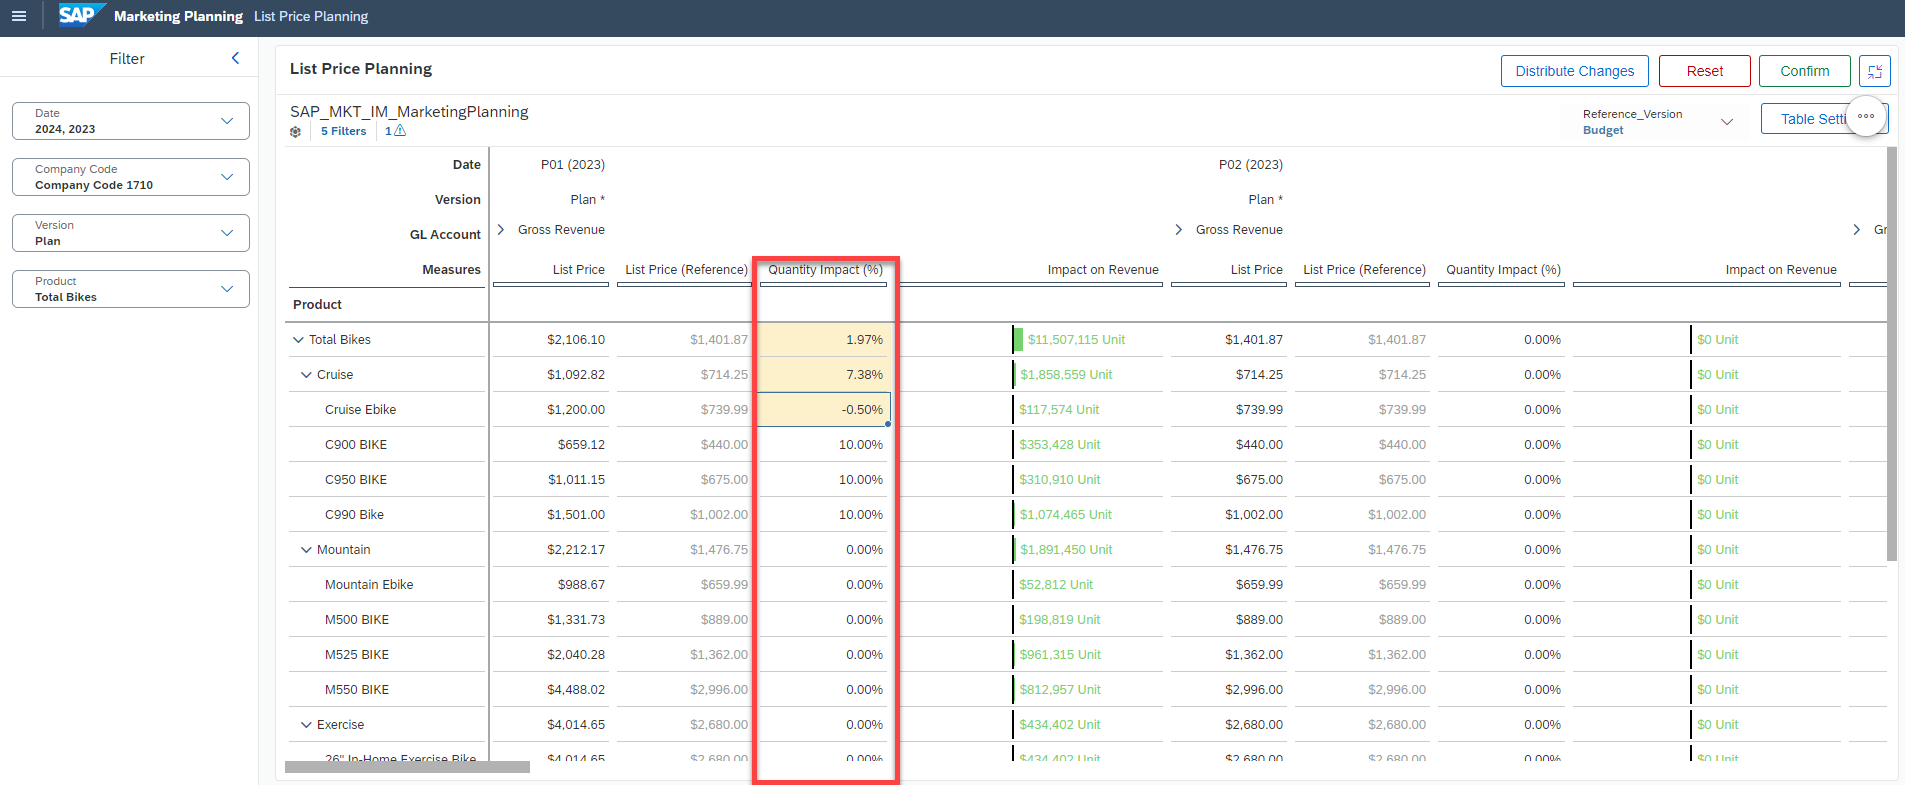 SAP Marketing Planning List Price Planning
Filter
Date
2024, 2023
Company Code
Company Code 1710
Version
Plan
Product
Total Bikes
List Price Planning
Distribute Changes Reset Confirm
SAP_MKT_IM_MarketingPlanning
5 Filters 1
Reference_Version
Budget
Table Setti
Date P01 (2023) P02 (2023)
Version Plan * Plan *
GL Account Gross Revenue Gross Revenue Gr
Measures List Price List Price (Reference) Quantity Impact (%) Impact on Revenue List Price List Price (Reference) Quantity Impact (%) Impact on Revenue
Product
Total Bikes $2,106.10 $1,401.87 1.97% $11,507,115 Unit $1,401.87 $1,401.87 0.00% $0 Unit
Cruise $1,092.82 $714.25 7.38% $1,858,559 Unit $714.25 $714.25 0.00% $0 Unit
Cruise Ebike $1,200.00 $739.99 -0.50% $117,574 Unit $739.99 $739.99 0.00% $0 Unit
C900 BIKE $659.12 $440.00 10.00% $353,428 Unit $440.00 $440.00 0.00% $0 Unit
C950 BIKE $1,011.15 $675.00 10.00% $310,910 Unit $675.00 $675.00 0.00% $0 Unit
C990 Bike $1,501.00 $1,002.00 10.00% $1,074,465 Unit $1,002.00 $1,002.00 0.00% $0 Unit
Mountain $2,212.17 $1,476.75 0.00% $1,891,450 Unit $1,476.75 $1,476.75 0.00% $0 Unit
Mountain Ebike $988.67 $659.99 0.00% $52,812 Unit $659.99 $659.99 0.00% $0 Unit
M500 BIKE $1,331.73 $889.00 0.00% $198,819 Unit $889.00 $889.00 0.00% $0 Unit
M525 BIKE $2,040.28 $1,362.00 0.00% $961,315 Unit $1,362.00 $1,362.00 0.00% $0 Unit
M550 BIKE $4,488.02 $2,996.00 0.00% $812,957 Unit $2,996.00 $2,996.00 0.00% $0 Unit
Exercise $4,014.65 $2,680.00 0.00% $434,402 Unit $2,680.00 $2,680.00 0.00% $0 Unit
26" In-Home Exercise Bike $4,014.65 $2,680.00 0.00% $434,402 Unit $2,680.00 $2,680.00 0.00% $0 Unit